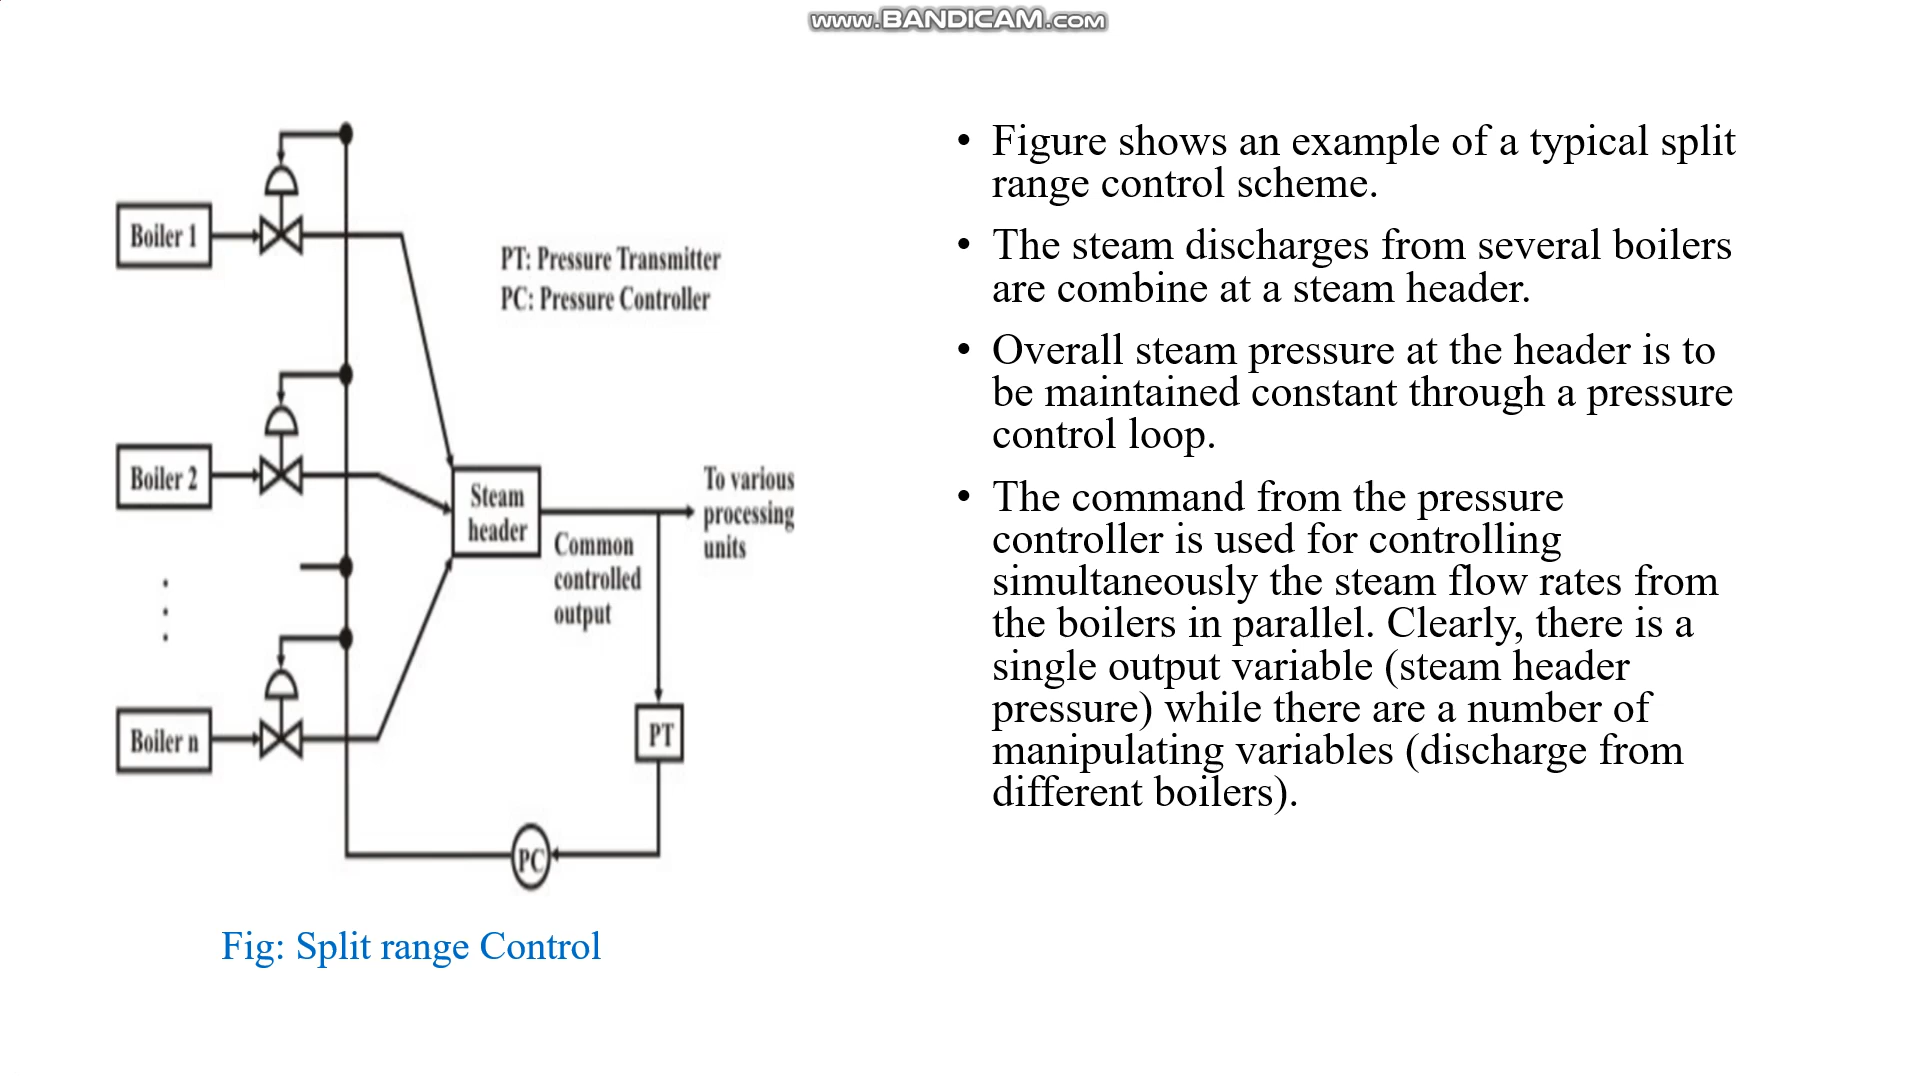 www.BANDICAM.com
Boiler 1
PT: Pressure Transmitter
PC: Pressure Controller
Boiler 2
Steam
header
To various
processing
units
Common
controlled
output
Boiler n
PT
PC
Fig: Split range Control
• Figure shows an example of a typical split
range control scheme.
• The steam discharges from several boilers
are combine at a steam header.
• Overall steam pressure at the header is to
be maintained constant through a pressure
control loop.
• The command from the pressure
controller is used for controlling
simultaneously the steam flow rates from
the boilers in parallel. Clearly, there is a
single output variable (steam header
pressure) while there are a number of
manipulating variables (discharge from
different boilers).